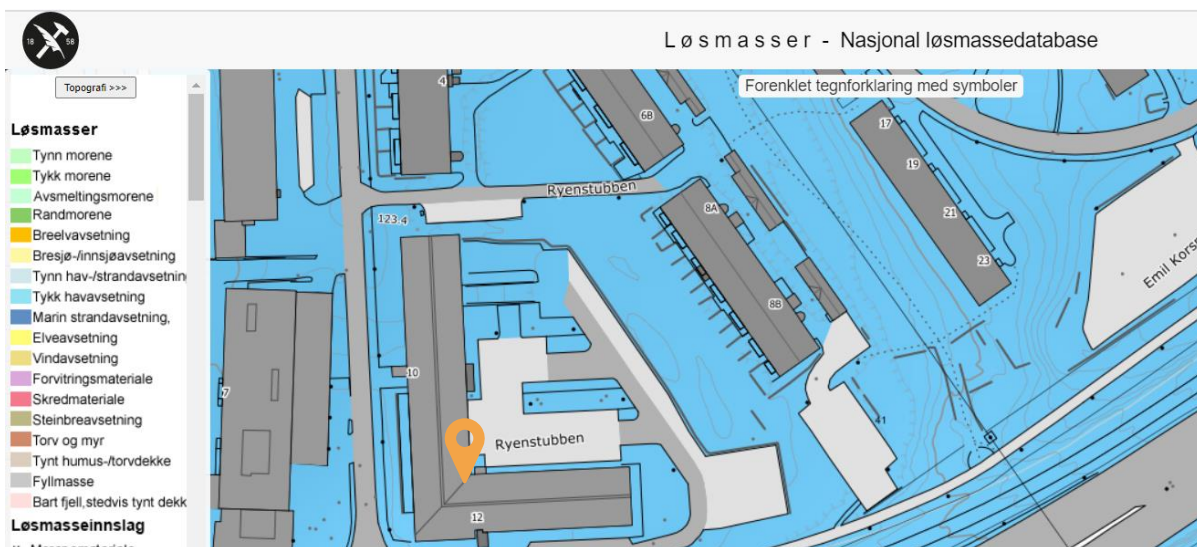 18 58
Løsmasser - Nasjonal løsmassedatabase
Topografi >>>
Forenklet tegnforklaring med symboler
Løsmasser
Tynn morene
Tykk morene
Avsmeltingsmorene
Randmorene
Breelvavsetning
Bresjø-/innsjøavsetning
Tynn hav-/strandavsetnin
Tykk havavsetning
Marin strandavsetning,
Elveavsetning
Vindavsetning
Forvitringsmateriale
Skredmateriale
Steinbreavsetning
Torv og myr
Tynt humus-/torvdekke
Fyllmasse
Bart fjell,stedvis tynt dekk
Løsmasseinnslag
4
6B
17
19
21
23
Ryenstubben
8A
8B
123.4
Emil Kors
10
7
Ryenstubben
41
12